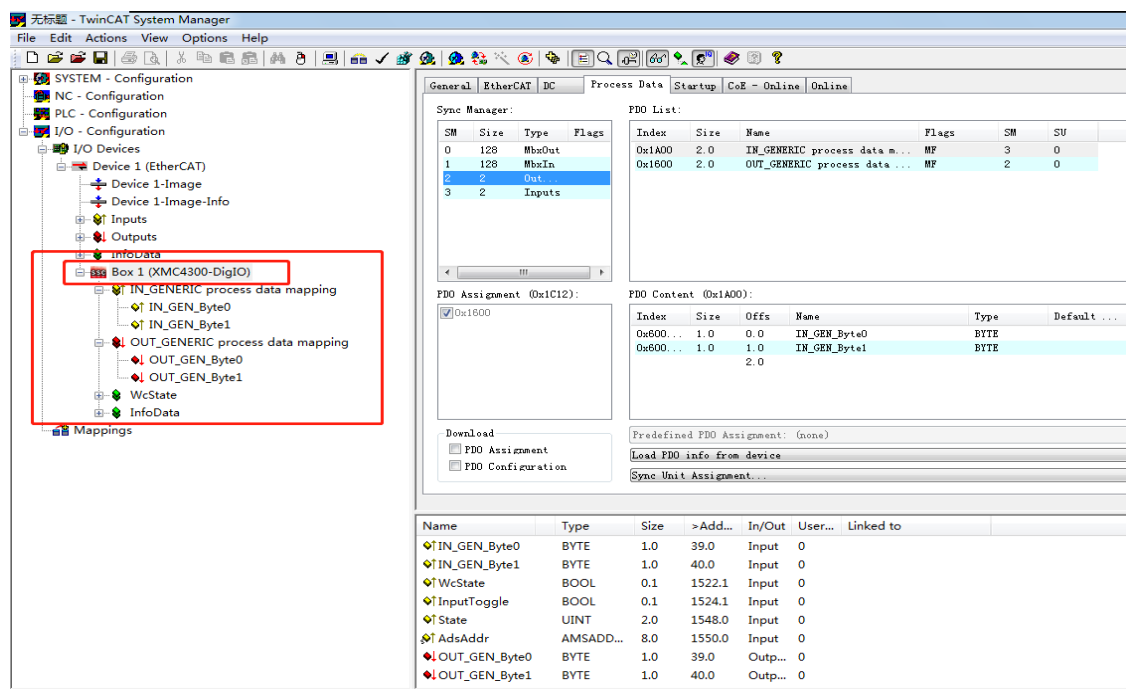 无标题 - TwinCAT System Manager
File Edit Actions View Options Help
SYSTEM - Configuration
NC - Configuration
PLC - Configuration
I/O - Configuration
I/O Devices
Device 1 (EtherCAT)
Device 1-Image
Device 1-Image-Info
Inputs
Outputs
InfoData
Box 1 (XMC4300-DigIO)
IN_GENERIC process data mapping
IN_GEN_Byte0
IN_GEN_Byte1
OUT_GENERIC process data mapping
OUT_GEN_Byte0
OUT_GEN_Byte1
WcState
InfoData
Mappings
General EtherCAT DC Process Data Startup CoE - Online Online
Sync Manager:
SM Size Type Flags
0 128 MbxOut
1 128 MbxIn
2 2 Out...
3 2 Inputs
PDO List:
Index Size Name Flags SM SU
0x1A00 2.0 IN_GENERIC process data m... MF 3 0
0x1600 2.0 OUT_GENERIC process data ... MF 2 0
PDO Assignment (0x1C12):
0x1600
PDO Content (0x1A00):
Index Size Offs Name Type Default ...
0x600... 1.0 0.0 IN_GEN_Byte0 BYTE
0x600... 1.0 1.0 IN_GEN_Byte1 BYTE
2.0
Download
PDO Assignment
PDO Configuration
Predefined PDO Assignment: (none)
Load PDO info from device
Sync Unit Assignment...
Name Type Size >Add... In/Out User... Linked to
IN_GEN_Byte0 BYTE 1.0 39.0 Input 0
IN_GEN_Byte1 BYTE 1.0 40.0 Input 0
WcState BOOL 0.1 1522.1 Input 0
InputToggle BOOL 0.1 1524.1 Input 0
State UINT 2.0 1548.0 Input 0
AdsAddr AMSADD... 8.0 1550.0 Input 0
OUT_GEN_Byte0 BYTE 1.0 39.0 Outp... 0
OUT_GEN_Byte1 BYTE 1.0 40.0 Outp... 0